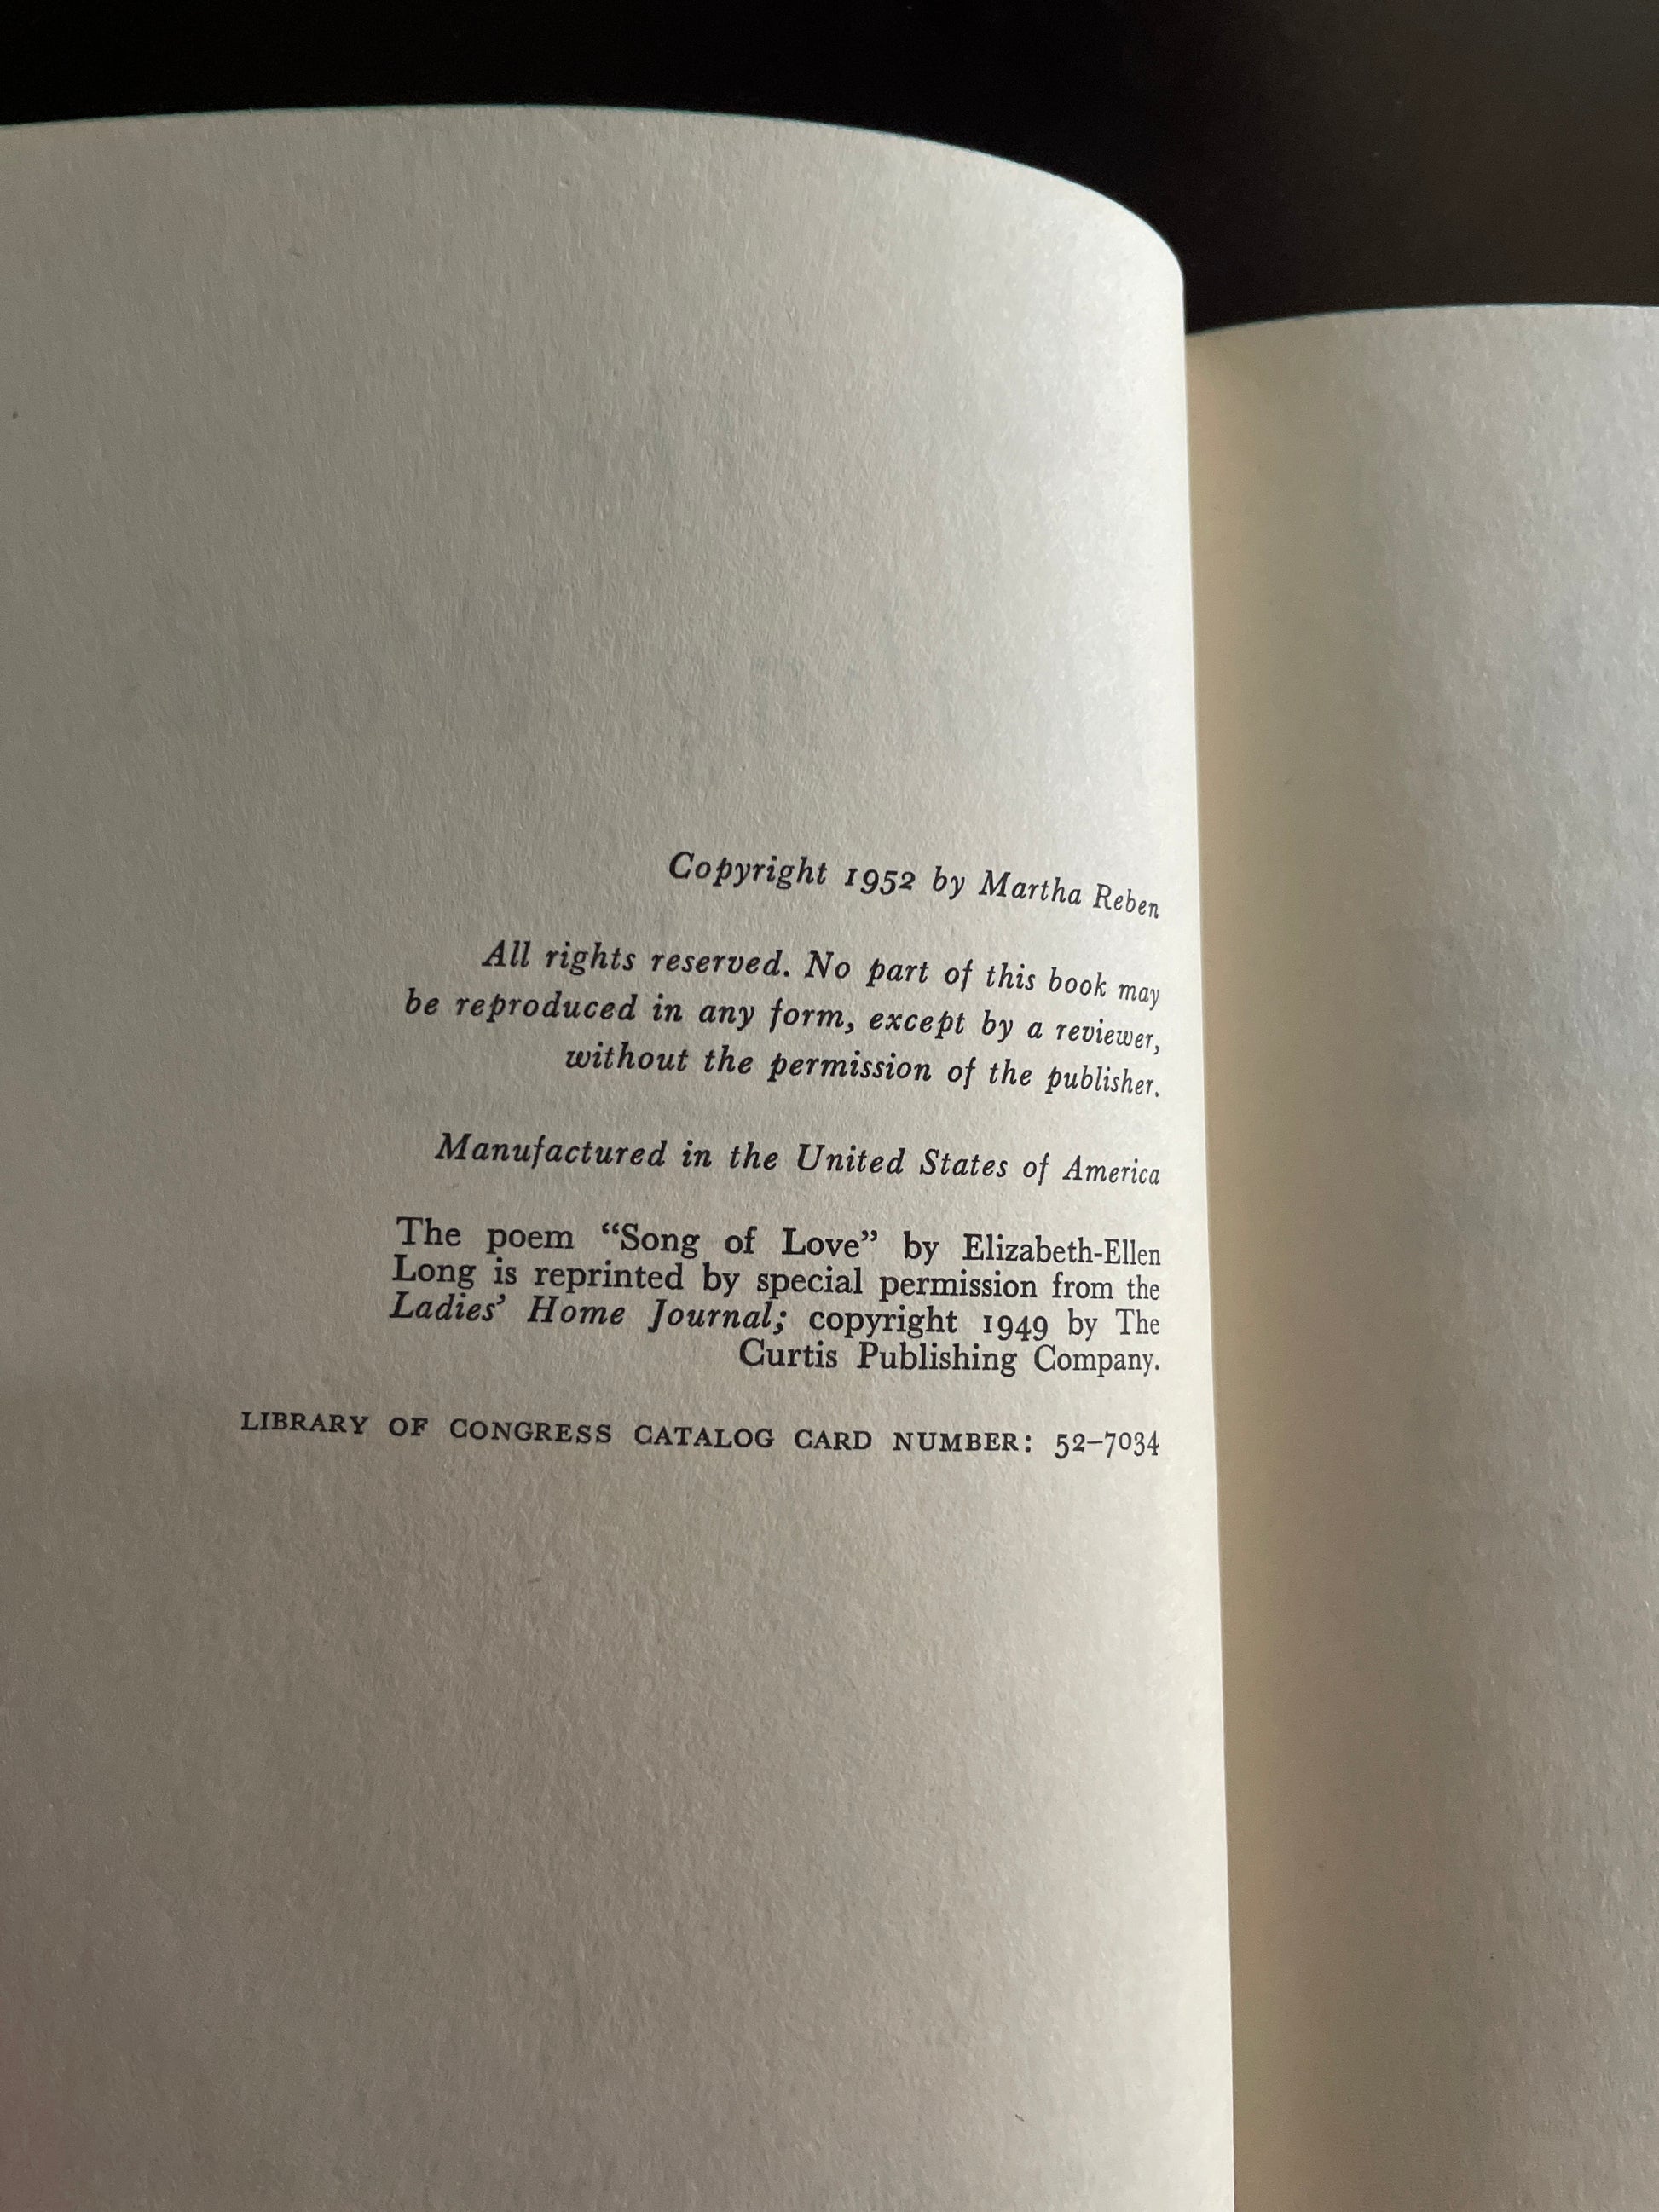 Copyright 1952 by Martha Reben
All rights reserved. No part of this book may
be reproduced in any form, except by a reviewer,
without the permission of the publisher.
Manufactured in the United States of America
The poem “Song of Love” by Elizabeth-Ellen
Long is reprinted by special permission from the
Ladies’ Home Journal; copyright 1949 by The
Curtis Publishing Company.
LIBRARY OF CONGRESS CATALOG CARD NUMBER: 52–7034